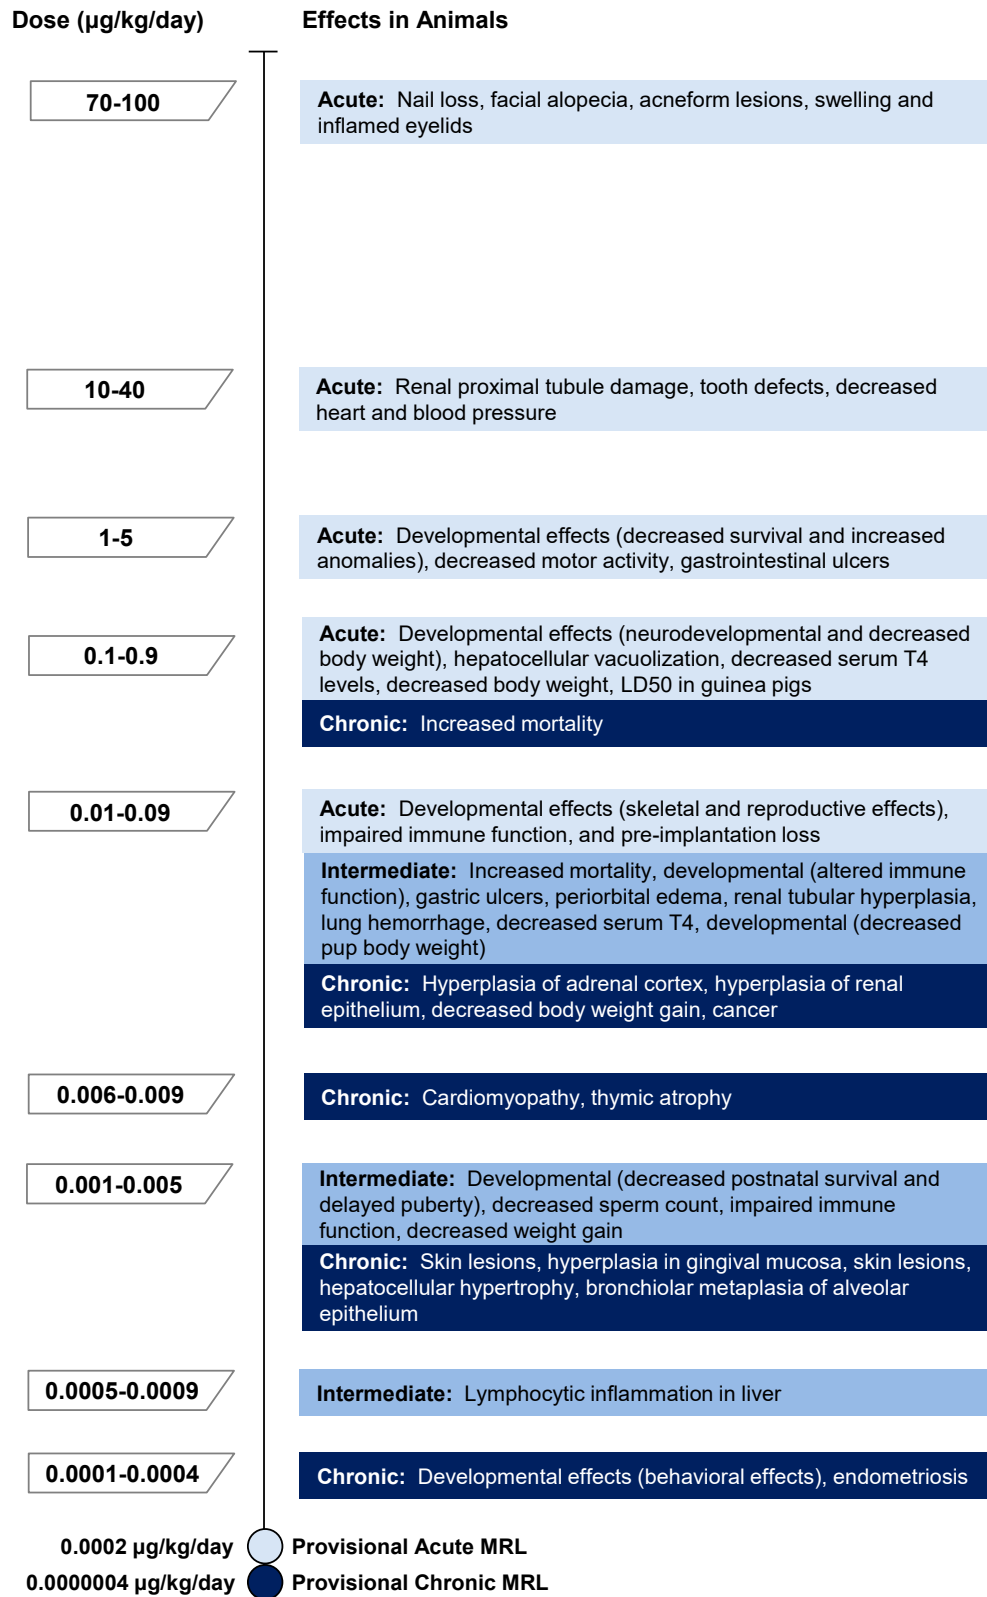 Dose (µg/kg/day) Effects in Animals
70-100
Acute: Nail loss, facial alopecia, acneform lesions, swelling and
inflamed eyelids
10-40
Acute: Renal proximal tubule damage, tooth defects, decreased
heart and blood pressure
1-5
Acute: Developmental effects (decreased survival and increased
anomalies), decreased motor activity, gastrointestinal ulcers
0.1-0.9
Acute: Developmental effects (neurodevelopmental and decreased
body weight), hepatocellular vacuolization, decreased serum T4
levels, decreased body weight, LD50 in guinea pigs
Chronic: Increased mortality
0.01-0.09
Acute: Developmental effects (skeletal and reproductive effects),
impaired immune function, and pre-implantation loss
Intermediate: Increased mortality, developmental (altered immune
function), gastric ulcers, periorbital edema, renal tubular hyperplasia,
lung hemorrhage, decreased serum T4, developmental (decreased
pup body weight)
Chronic: Hyperplasia of adrenal cortex, hyperplasia of renal
epithelium, decreased body weight gain, cancer
0.006-0.009
Chronic: Cardiomyopathy, thymic atrophy
0.001-0.005
Intermediate: Developmental (decreased postnatal survival and
delayed puberty), decreased sperm count, impaired immune
function, decreased weight gain
Chronic: Skin lesions, hyperplasia in gingival mucosa, skin lesions,
hepatocellular hypertrophy, bronchiolar metaplasia of alveolar
epithelium
0.0005-0.0009
Intermediate: Lymphocytic inflammation in liver
0.0001-0.0004
Chronic: Developmental effects (behavioral effects), endometriosis
0.0002 µg/kg/day Provisional Acute MRL
0.0000004 µg/kg/day Provisional Chronic MRL